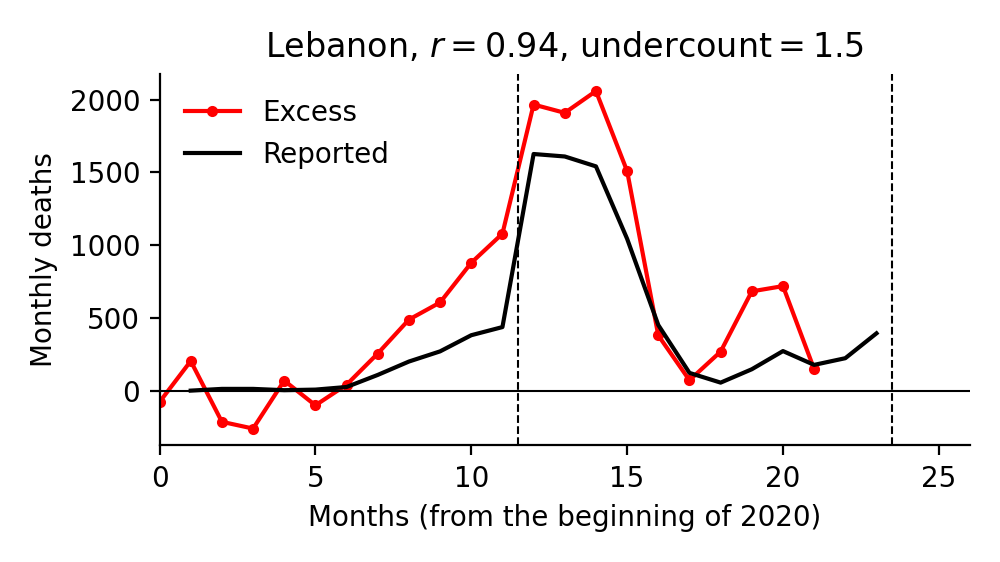 Lebanon, r = 0.94, undercount = 1.5
Excess
Reported
Monthly deaths
2000
1500
1000
500
0
0 5 10 15 20 25
Months (from the beginning of 2020)